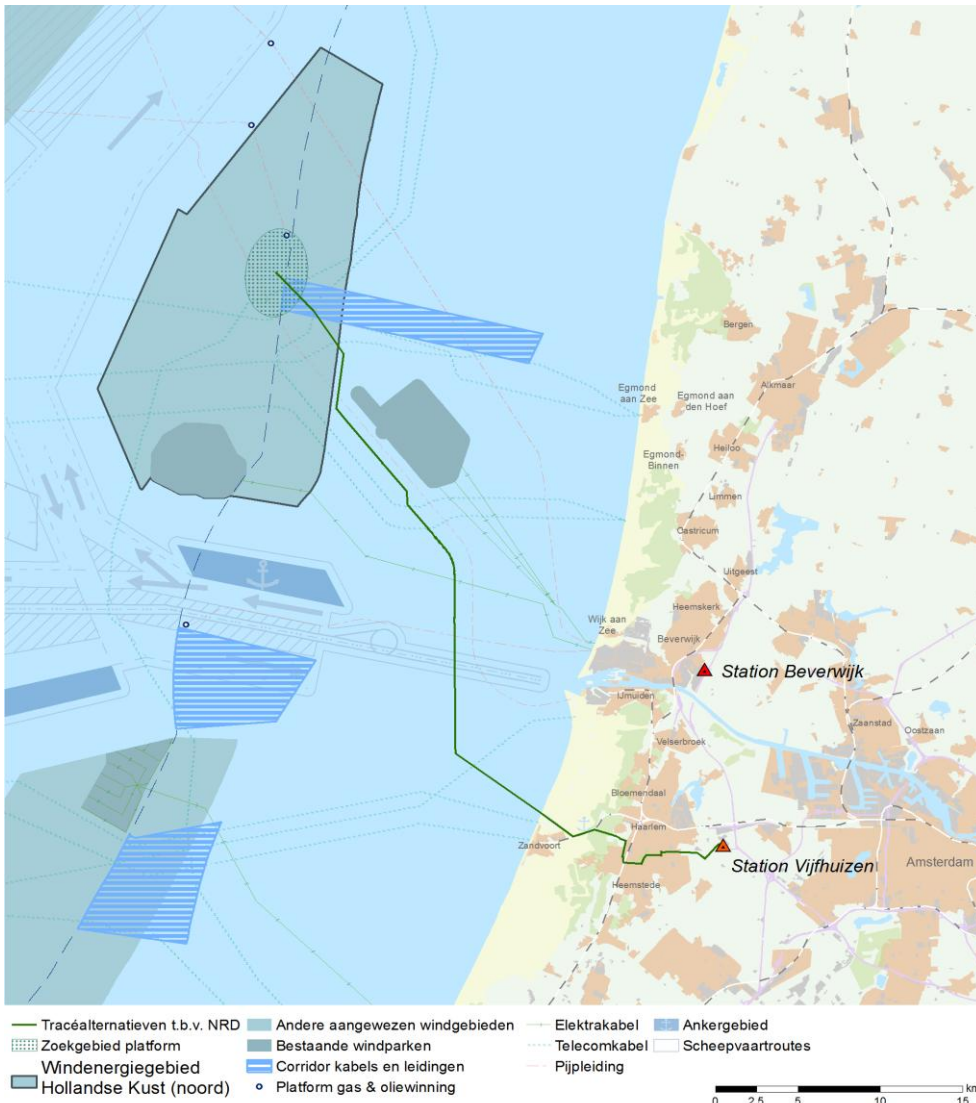 Bergen
Egmond
aan Zee
Egmond aan
den Hoef
Alkmaar
Heiloo
Egmond-
Binnen
Limmen
Castricum
Uitgeest
Heemskerk
Wijk aan
Zee
Beverwijk
Station Beverwijk
IJmuiden
Zaanstad
Oostzaan
Velserbroek
Bloemendaal
Haarlem
Zandvoort
Station Vijfhuizen
Amsterdam
Heemstede
Tracéalternatieven t.b.v. NRD
Zoekgebied platform
Windenergiegebied
Hollandse Kust (noord)
Andere aangewezen windgebieden
Bestaande windparken
Corridor kabels en leidingen
Platform gas & oliewinning
Elektrakabel
Telecomkabel
Pijpleiding
Ankergebied
Scheepvaartroutes
km
0 2,5 5 10 15